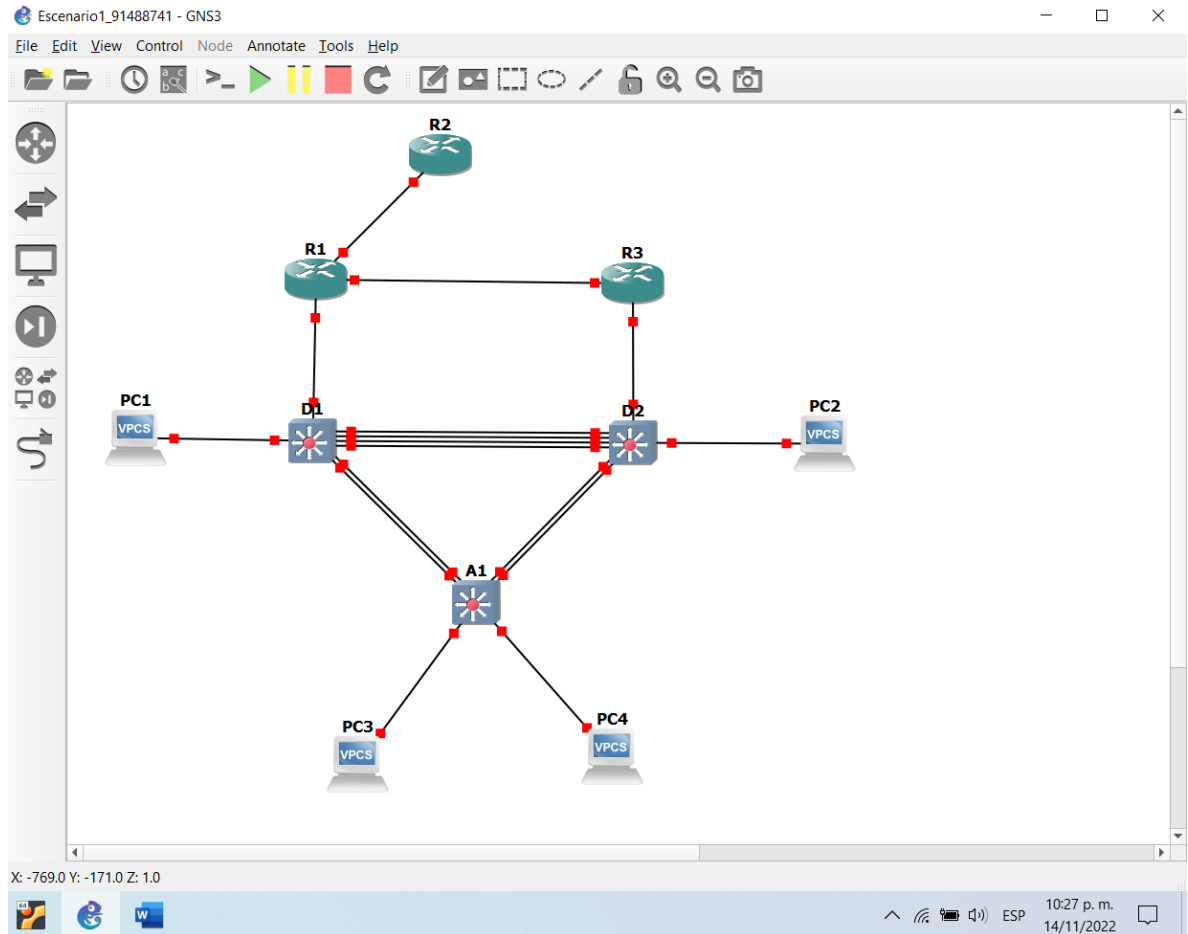 Escenario1_91488741 - GNS3
File Edit View Control Node Annotate Tools Help
R2
R1
R3
PC1
D1
D2
PC2
VPCS
VPCS
A1
PC3
PC4
VPCS
VPCS
X: -769.0 Y: -171.0 Z: 1.0
64
W
ESP
10:27 p. m.
14/11/2022